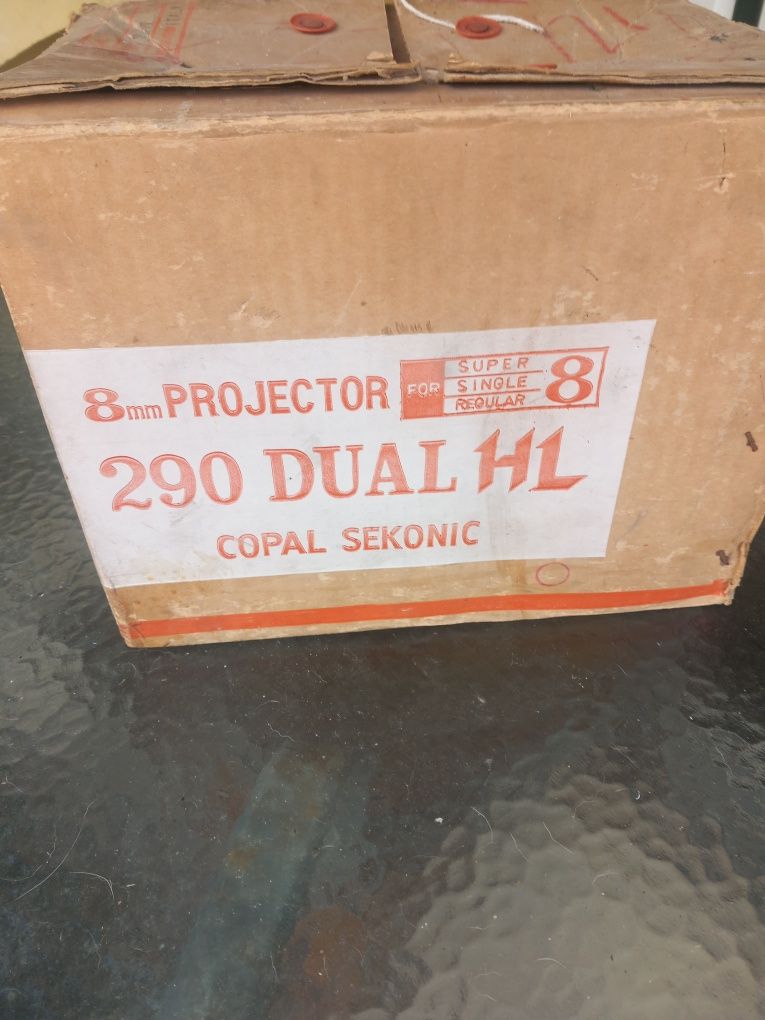 8mm PROJECTOR FOR SUPER SINGLE REGULAR 8
290 DUAL HL
COPAL SEKONIC